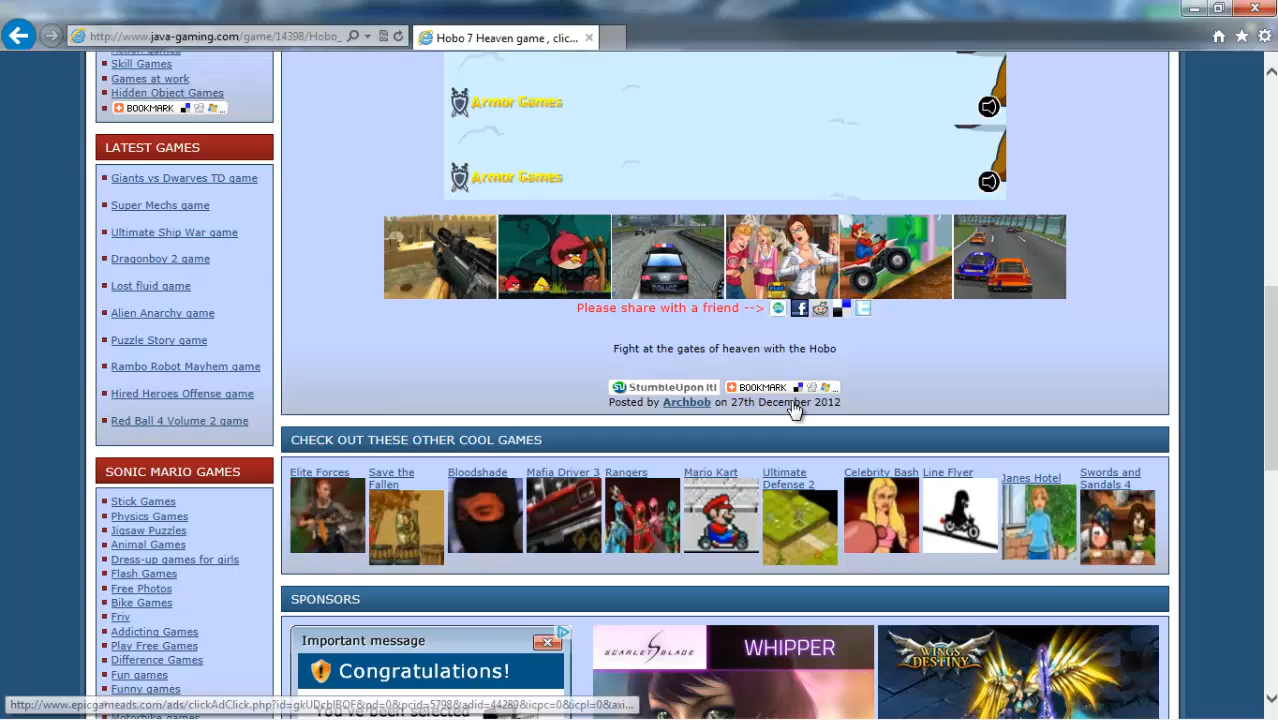 http://www.java-gaming.com/game/14398/Hobo_
Hobo 7 Heaven game , clic...
Skill Games
Games at work
Hidden Object Games
BOOKMARK
LATEST GAMES
Giants vs Dwarves TD game
Super Mechs game
Ultimate Ship War game
Dragonboy 2 game
Lost fluid game
Alien Anarchy game
Puzzle Story game
Rambo Robot Mayhem game
Hired Heroes Offense game
Red Ball 4 Volume 2 game
SONIC MARIO GAMES
Stick Games
Physics Games
Jigsaw Puzzles
Animal Games
Dress-up games for girls
Flash Games
Free Photos
Bike Games
Friv
Addicting Games
Play Free Games
Difference Games
Fun games
Funny games
Armor Games
Armor Games
POLICE
Please share with a friend -->
Fight at the gates of heaven with the Hobo
StumbleUpon It! BOOKMARK
Posted by Archbob on 27th December 2012
CHECK OUT THESE OTHER COOL GAMES
Elite Forces
Save the Fallen
Bloodshade
Mafia Driver 3
Rangers
Mario Kart
Ultimate Defense 2
Celebrity Bash
Line Flyer
Janes Hotel
Swords and Sandals 4
SPONSORS
Important message
Congratulations!
You've been selected
SCARLET BLADE
WHIPPER
WINGS
DESTINY